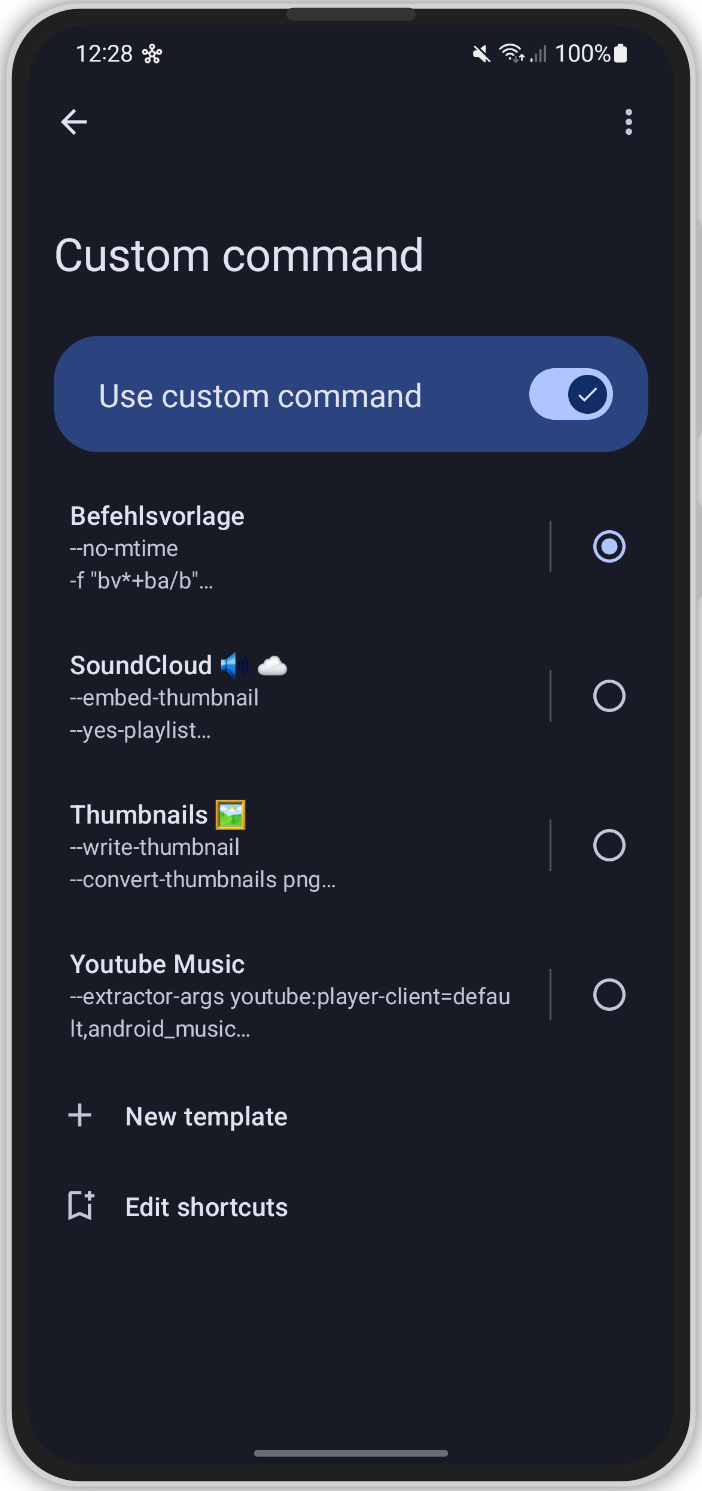 12:28
100%
Custom command
Use custom command
Befehlsvorlage
--no-mtime
-f "bv*+ba/b"...
SoundCloud 🔊 ☁️
--embed-thumbnail
--yes-playlist...
Thumbnails 🖼️
--write-thumbnail
--convert-thumbnails png...
Youtube Music
--extractor-args youtube:player-client=defau
lt,android_music...
New template
Edit shortcuts